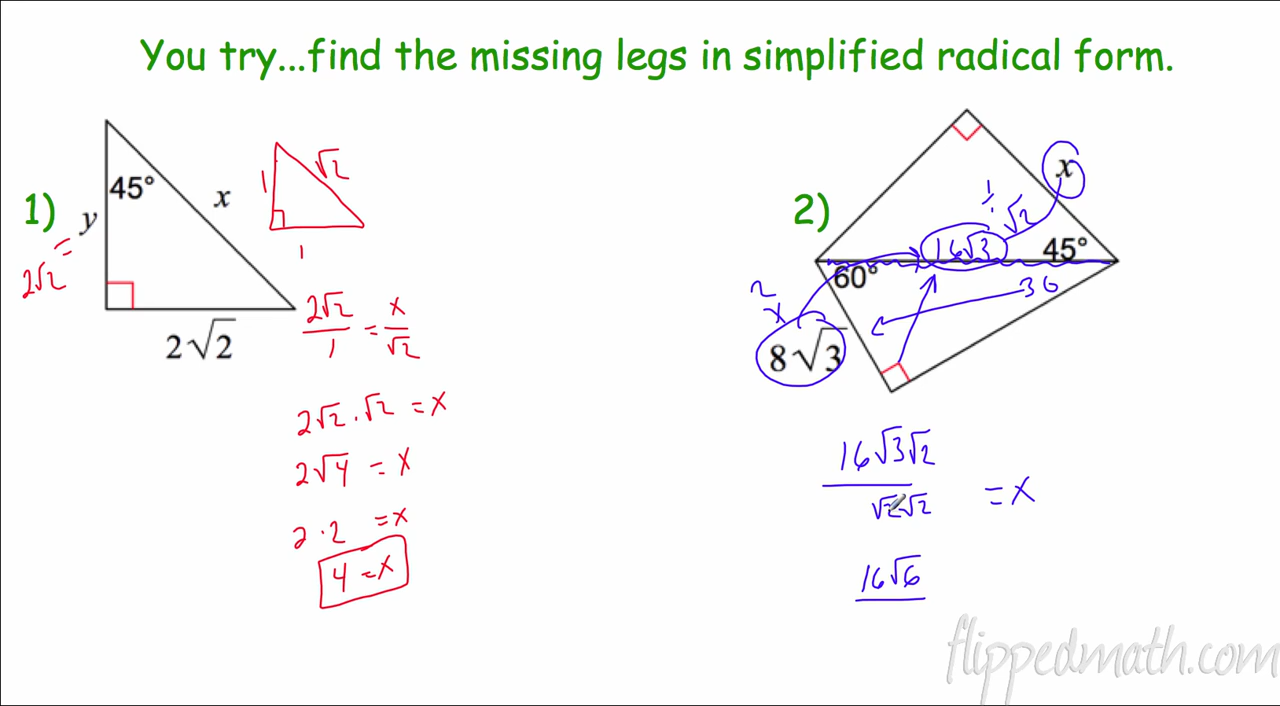 You try...find the missing legs in simplified radical form.
1)
45°
y
x
= 2√2
2√2
1
√2
1
2√2/1 = x/√2
2√2 · √2 = x
2√4 = x
2 · 2 = x
4 = x
2)
x
÷ √2
16√3
45°
60°
30
2
x
8√3
16√3√2 / √2√2 = x
16√6
flippedmath.com